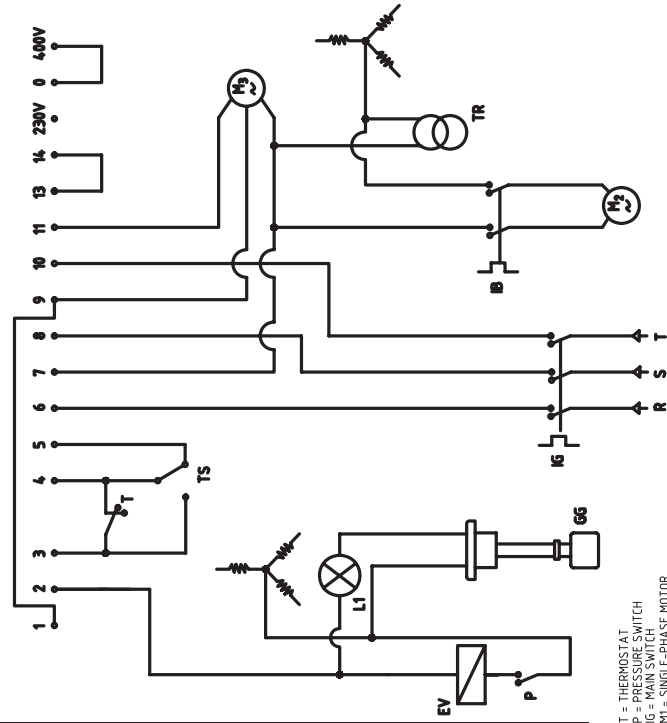 1 2 3 4 5 6 7 8 9 10 11 13 14 230V 0 400V
T
TS
M3
~
L1
EV
P
IG
IB
TR
M2
~
GG
R S T
T = THERMOSTAT
P = PRESSURE SWITCH
IG = MAIN SWITCH
M1 = SINGLE-PHASE MOTOR